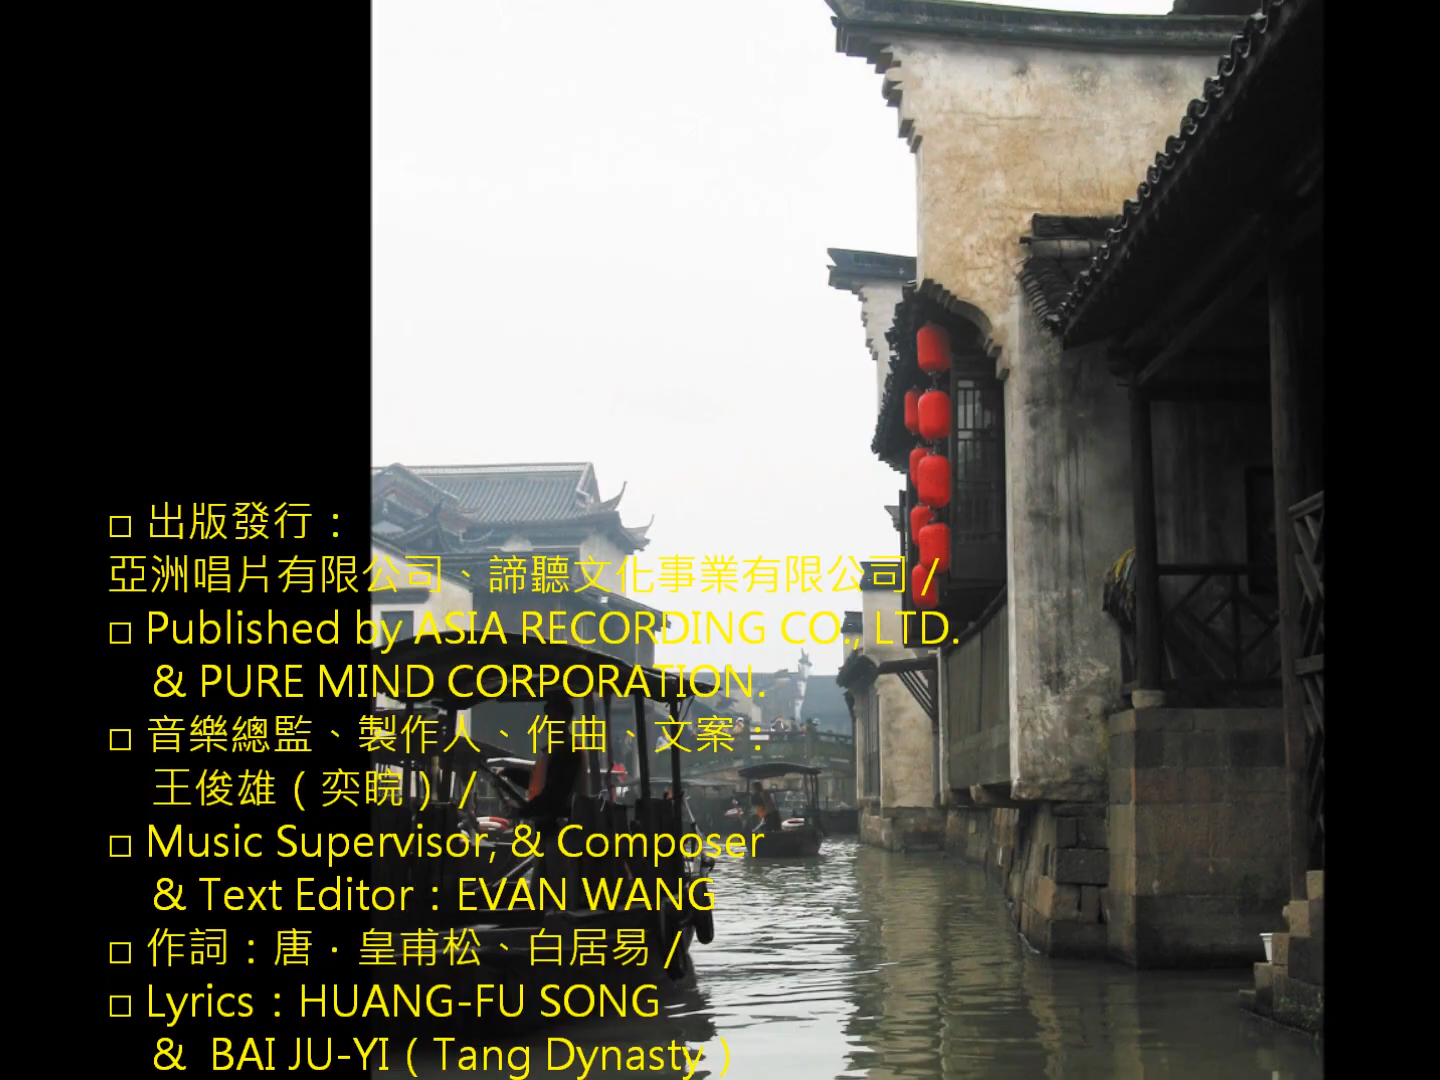 □ 出版發行：
亞洲唱片有限公司、諦聽文化事業有限公司 /
□ Published by ASIA RECORDING CO., LTD.
& PURE MIND CORPORATION.
□ 音樂總監、製作人、作曲、文案：
王俊雄（奕睆）/
□ Music Supervisor, & Composer
& Text Editor：EVAN WANG
□ 作詞：唐．皇甫松、白居易 /
□ Lyrics：HUANG-FU SONG
& BAI JU-YI（Tang Dynasty）